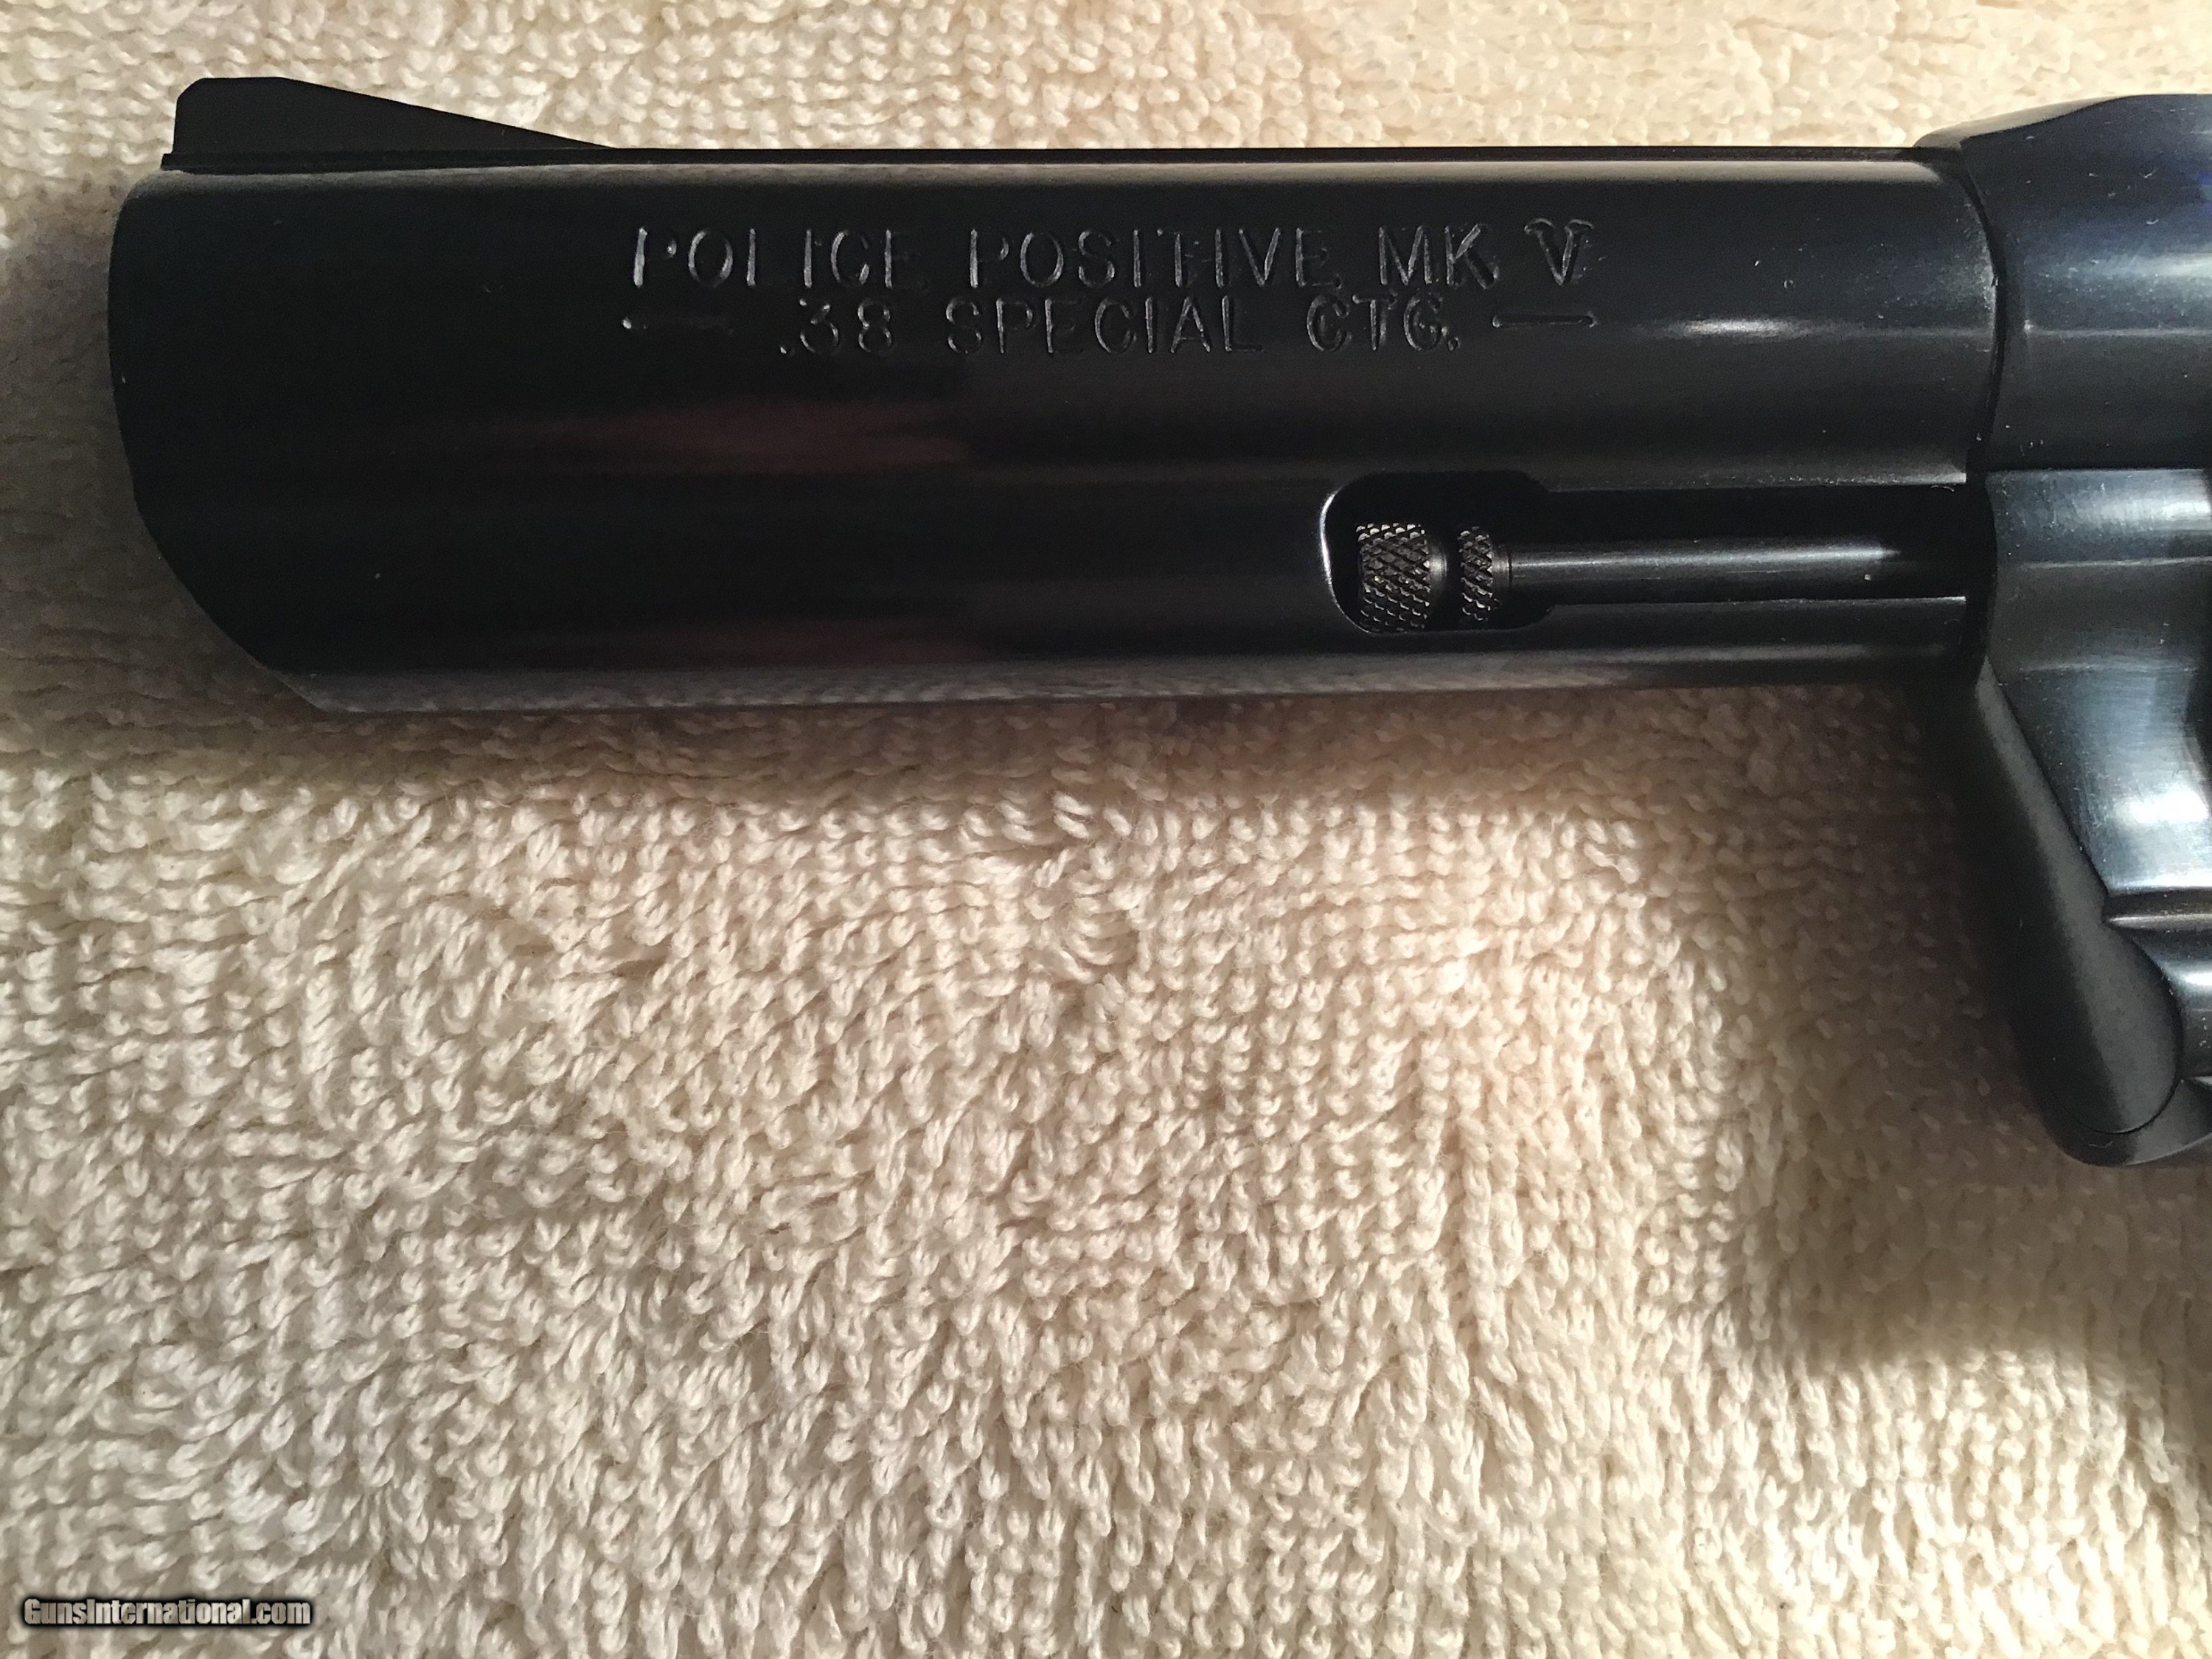 POLICE POSITIVE MK V
— .38 SPECIAL CTG. —
GunsInternational.com